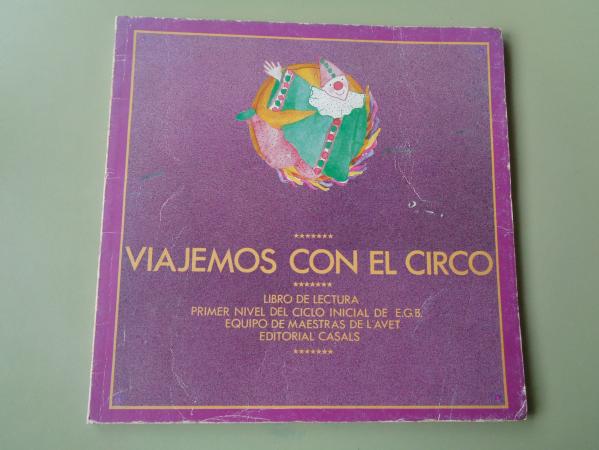 *******
VIAJEMOS CON EL CIRCO
*******
LIBRO DE LECTURA
PRIMER NIVEL DEL CICLO INICIAL DE E.G.B.
EQUIPO DE MAESTRAS DE L'AVET
EDITORIAL CASALS
*******